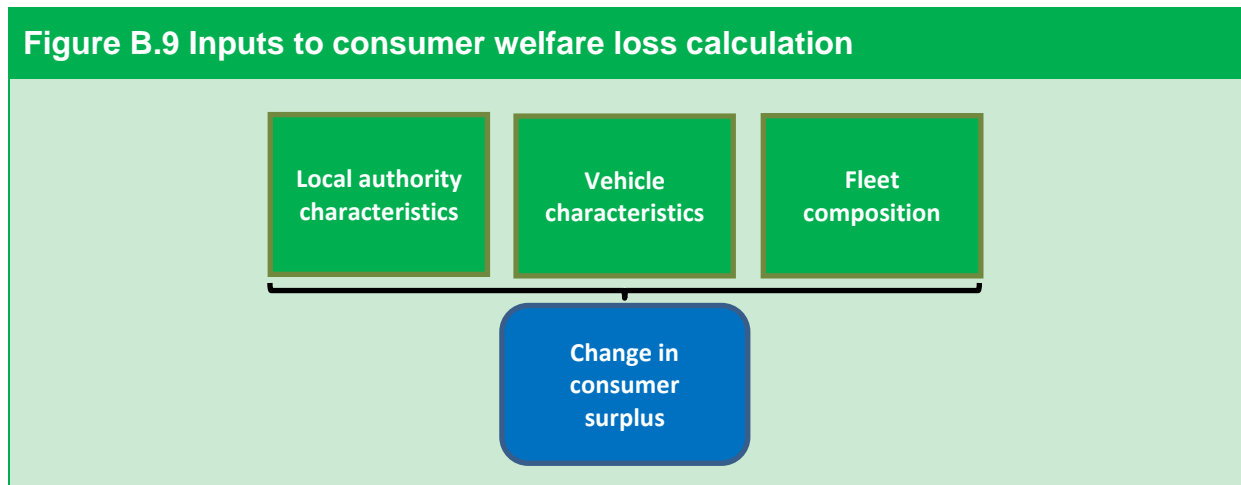 Figure B.9 Inputs to consumer welfare loss calculation
Local authority
characteristics
Vehicle
characteristics
Fleet
composition
Change in
consumer
surplus